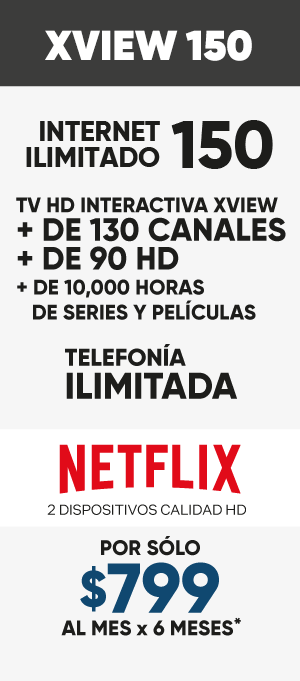 XVIEW 150
INTERNET
ILIMITADO 150
TV HD INTERACTIVA XVIEW
+ DE 130 CANALES
+ DE 90 HD
+ DE 10,000 HORAS
DE SERIES Y PELÍCULAS
TELEFONÍA
ILIMITADA
NETFLIX
2 DISPOSITIVOS CALIDAD HD
POR SÓLO
$799
AL MES x 6 MESES*